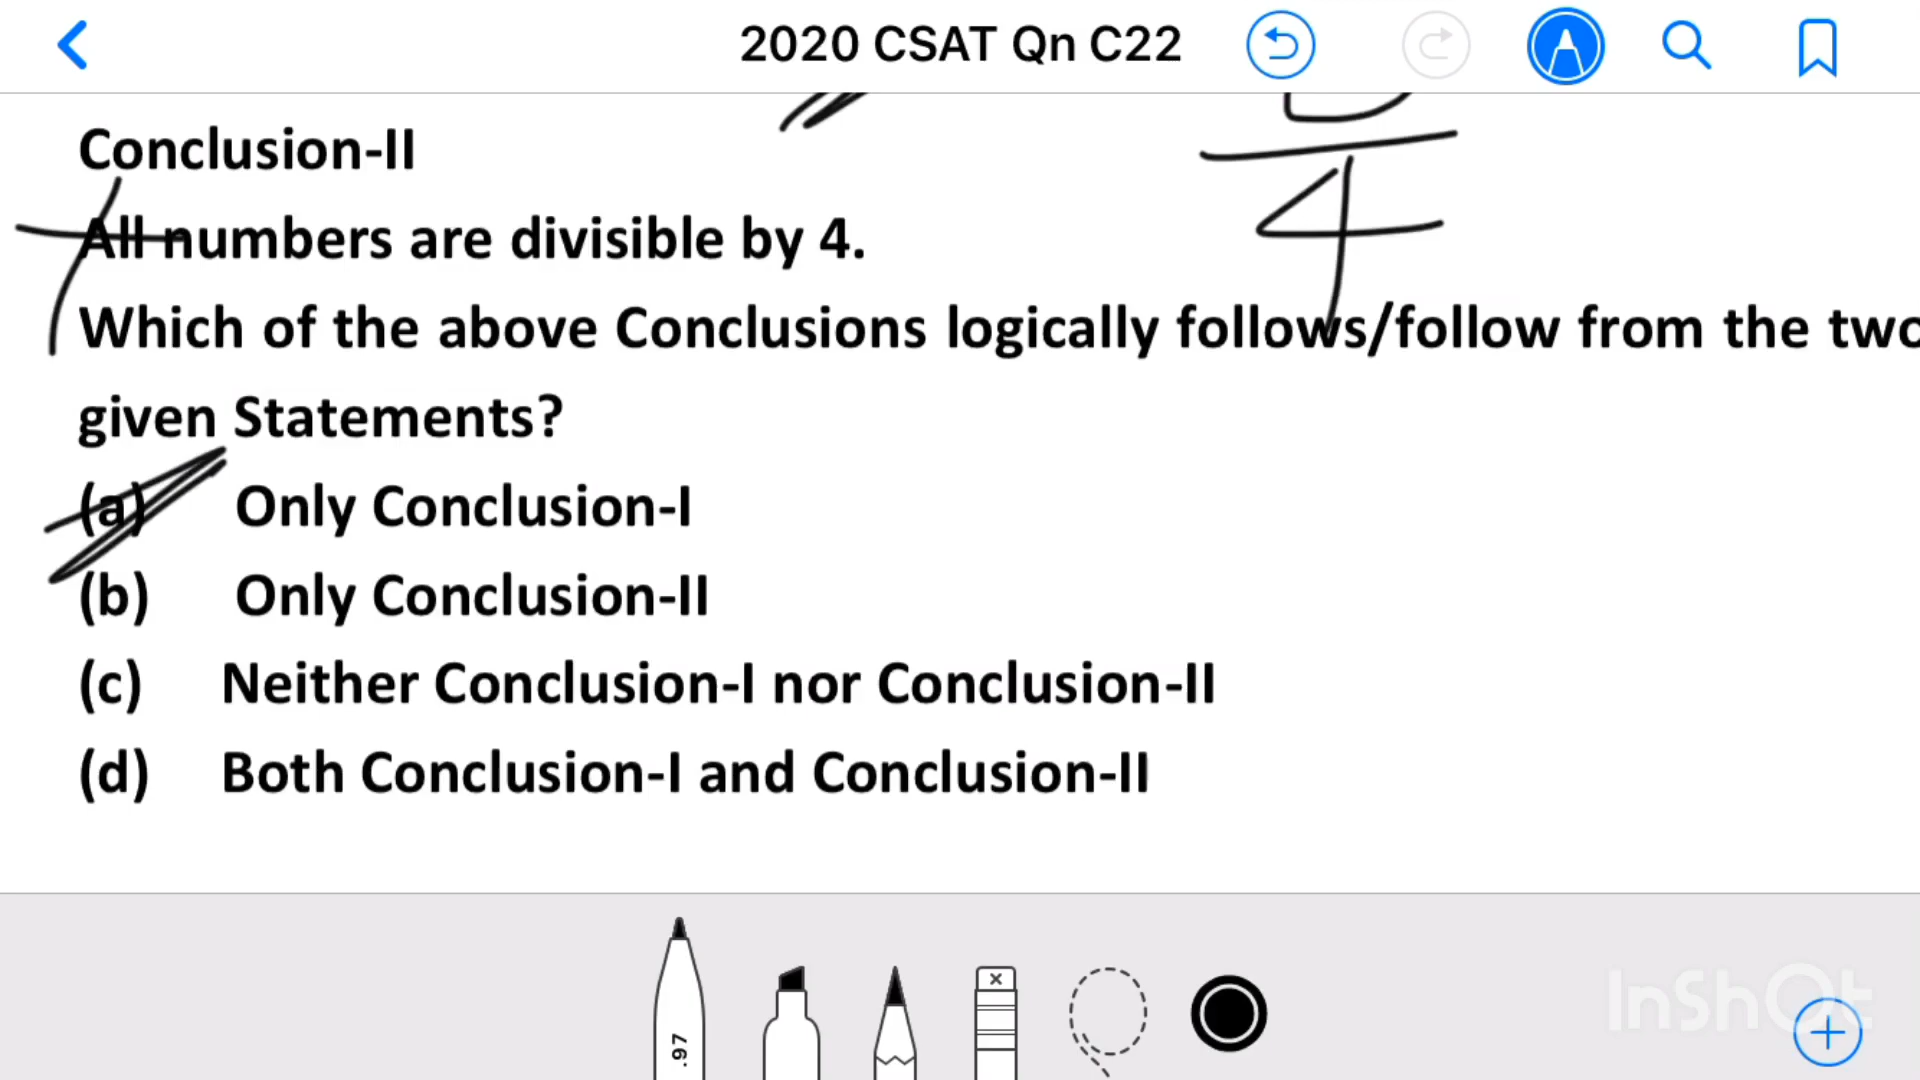 2020 CSAT Qn C22
4
Conclusion-II
All numbers are divisible by 4.
Which of the above Conclusions logically follows/follow from the two
given Statements?
(a) Only Conclusion-I
(b) Only Conclusion-II
(c) Neither Conclusion-I nor Conclusion-II
(d) Both Conclusion-I and Conclusion-II
.97
InShOt